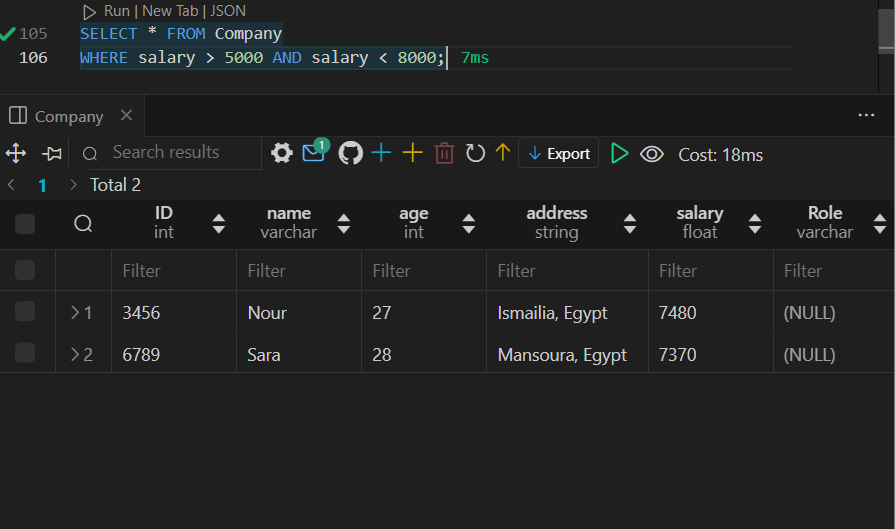 Run | New Tab | JSON
105 SELECT * FROM Company
106 WHERE salary > 5000 AND salary < 8000; 7ms
Company
Search results 1 Export Cost: 18ms
1 Total 2
ID name age address salary Role
int varchar int string float varchar
Filter Filter Filter Filter Filter Filter
1 3456 Nour 27 Ismailia, Egypt 7480 (NULL)
2 6789 Sara 28 Mansoura, Egypt 7370 (NULL)